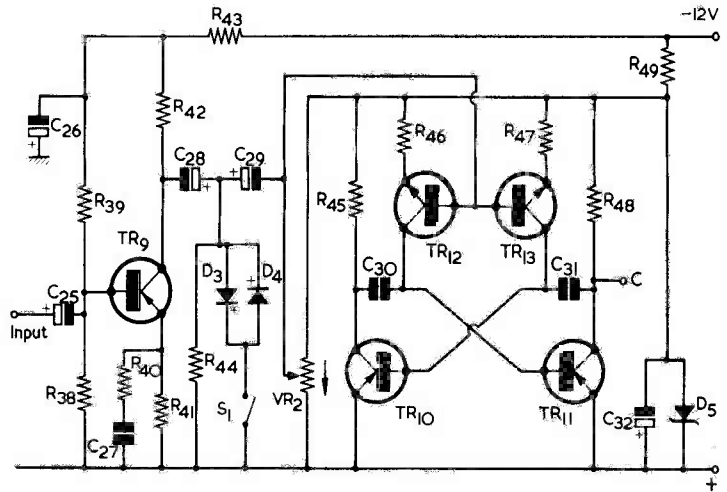 R43
−12V
R49
C26
R42
R46
R47
C28
C29
+
+
R39
R45
R48
TR9
TR12
TR13
C25
+
D3
D4
C30
C31
C
Input
R40
R44
R38
R41
S1
VR2
TR10
TR11
C32
D5
C27
+
+
+